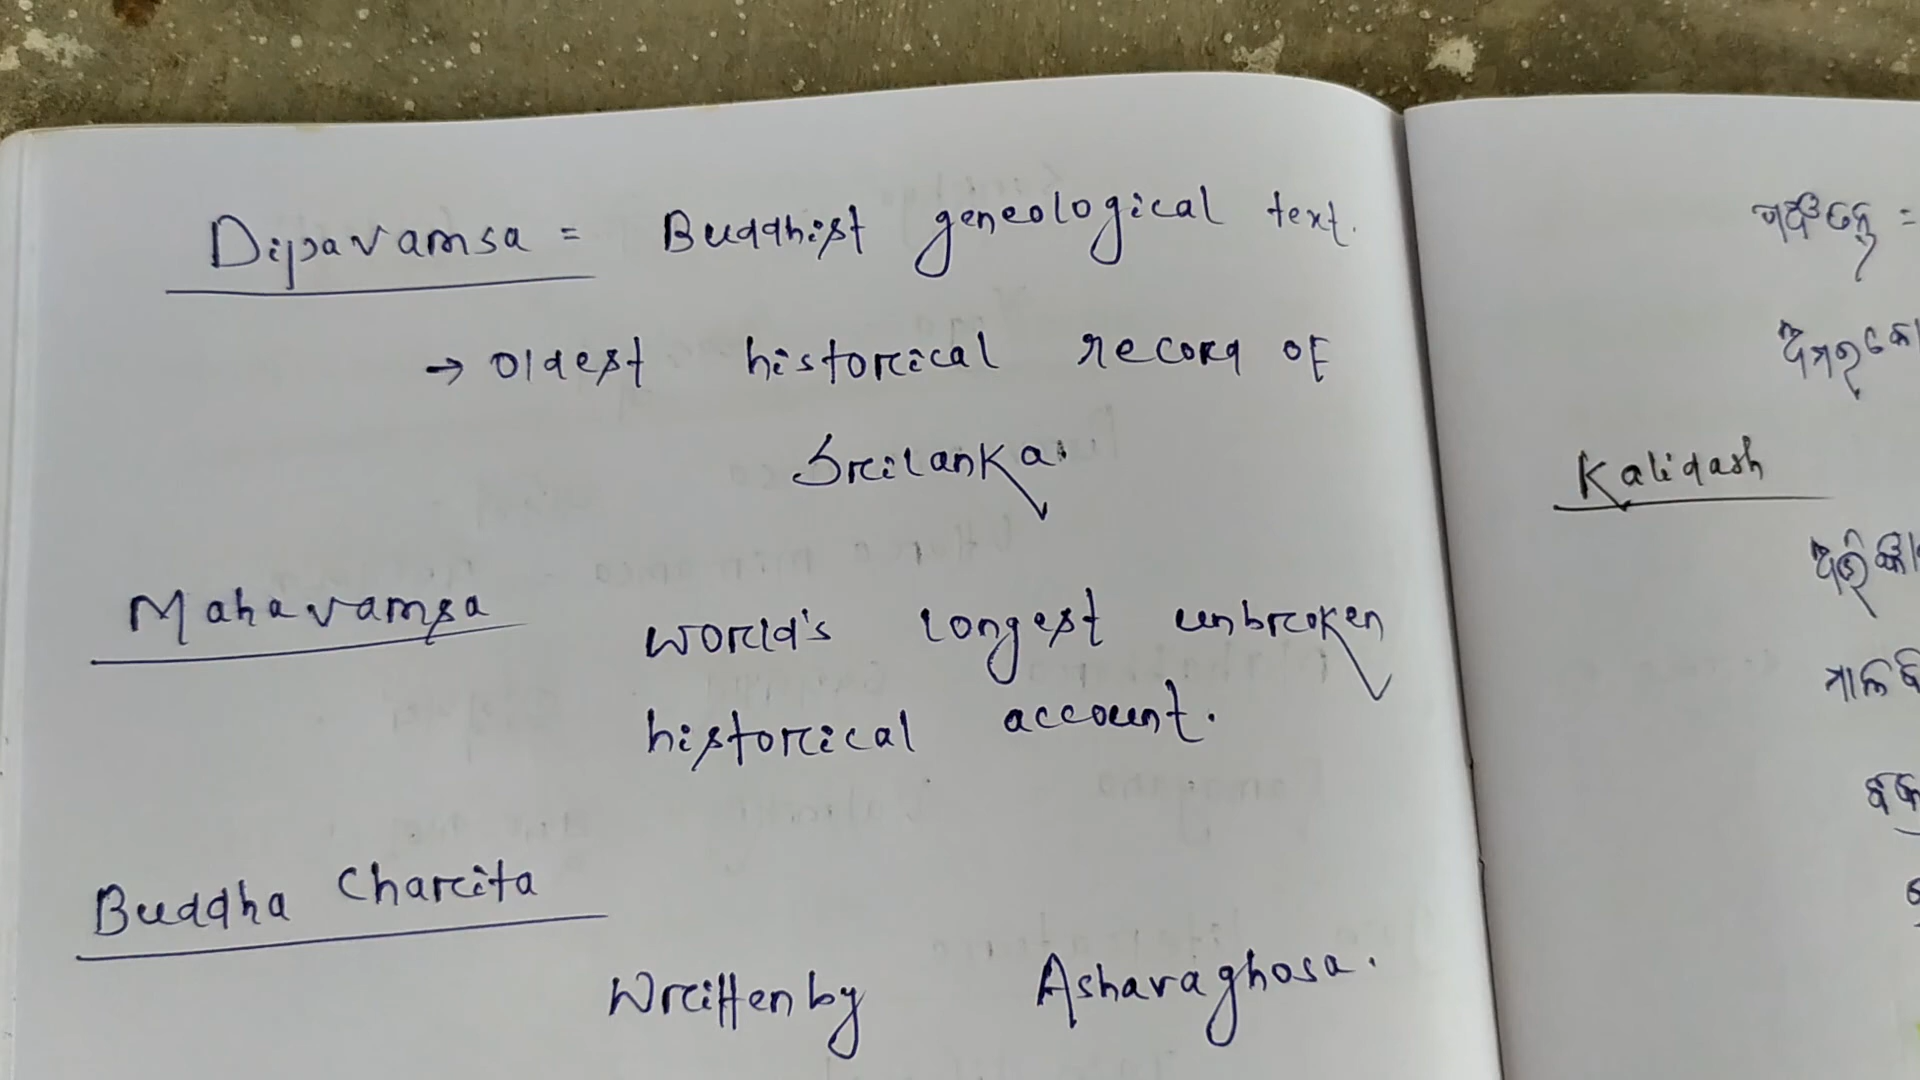 Dipavamsa = Buddhist geneological text.
→ Oldest historical record of
Srilanka.
Mahavamsa world's longest unbroken
historical account.
Buddha Charita
Written by Asharaghosa.
Kalidash